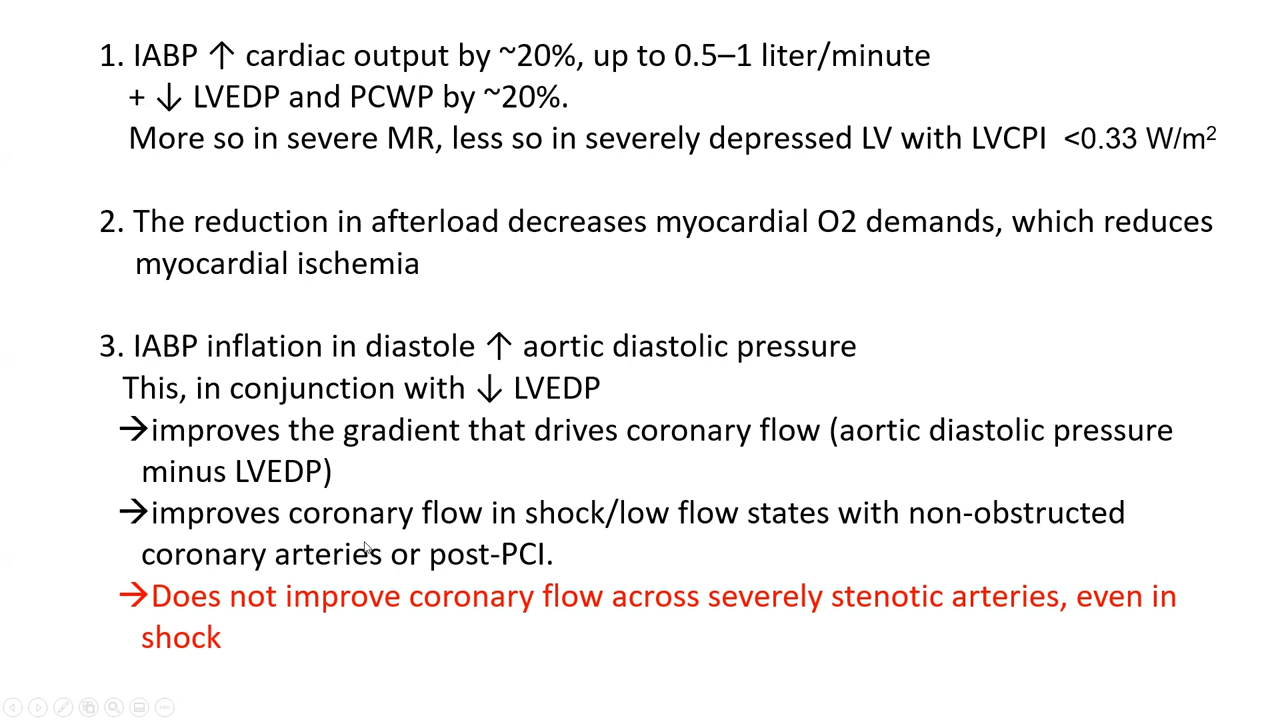 1. IABP ↑ cardiac output by ~20%, up to 0.5–1 liter/minute
+ ↓ LVEDP and PCWP by ~20%.
More so in severe MR, less so in severely depressed LV with LVCPI <0.33 W/m²
2. The reduction in afterload decreases myocardial O2 demands, which reduces
myocardial ischemia
3. IABP inflation in diastole ↑ aortic diastolic pressure
This, in conjunction with ↓ LVEDP
→improves the gradient that drives coronary flow (aortic diastolic pressure
minus LVEDP)
→improves coronary flow in shock/low flow states with non-obstructed
coronary arteries or post-PCI.
→Does not improve coronary flow across severely stenotic arteries, even in
shock